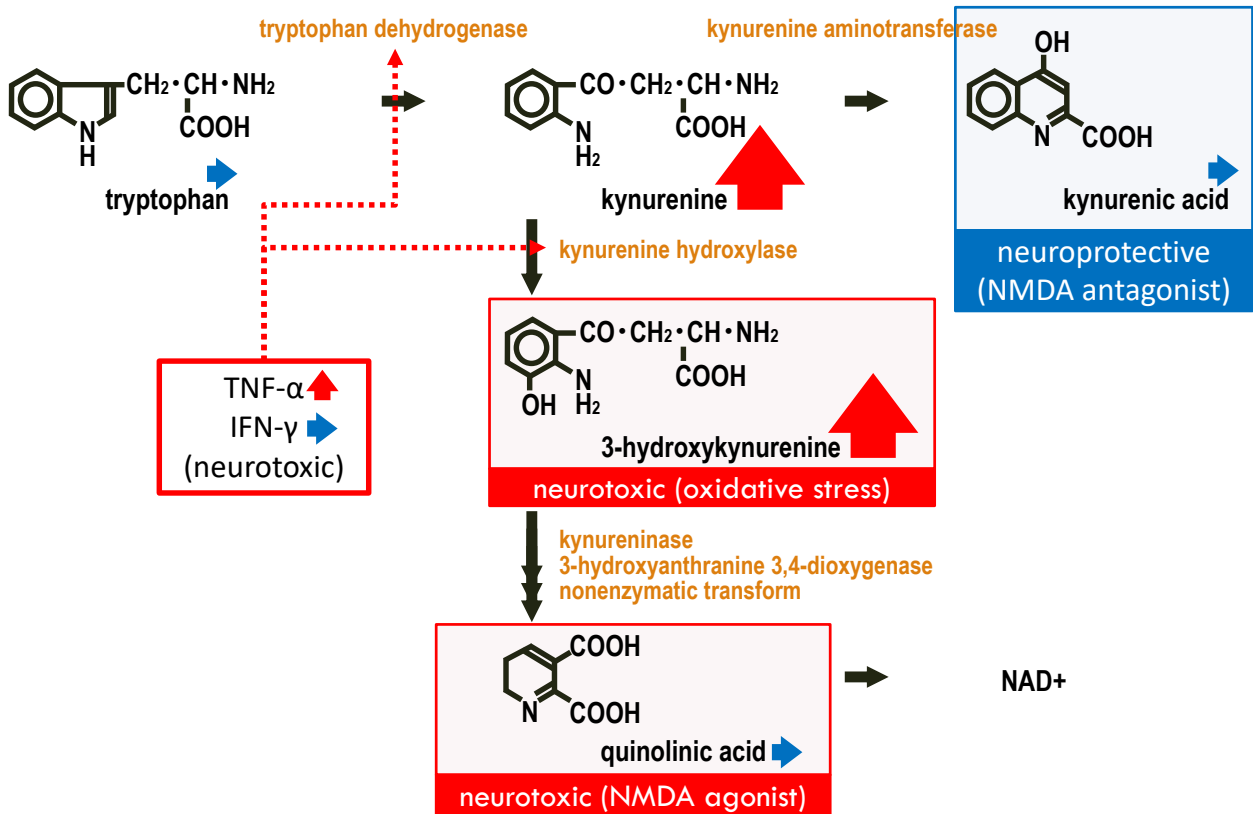 tryptophan dehydrogenase
kynurenine aminotransferase
CH2·CH·NH2
COOH
N
H
tryptophan
CO·CH2·CH·NH2
COOH
N
H2
kynurenine
OH
N
COOH
kynurenic acid
neuroprotective
(NMDA antagonist)
kynurenine hydroxylase
TNF-α
IFN-γ
(neurotoxic)
CO·CH2·CH·NH2
COOH
N
H2
OH
3-hydroxykynurenine
neurotoxic (oxidative stress)
kynureninase
3-hydroxyanthranine 3,4-dioxygenase
nonenzymatic transform
COOH
COOH
N
quinolinic acid
neurotoxic (NMDA agonist)
NAD+